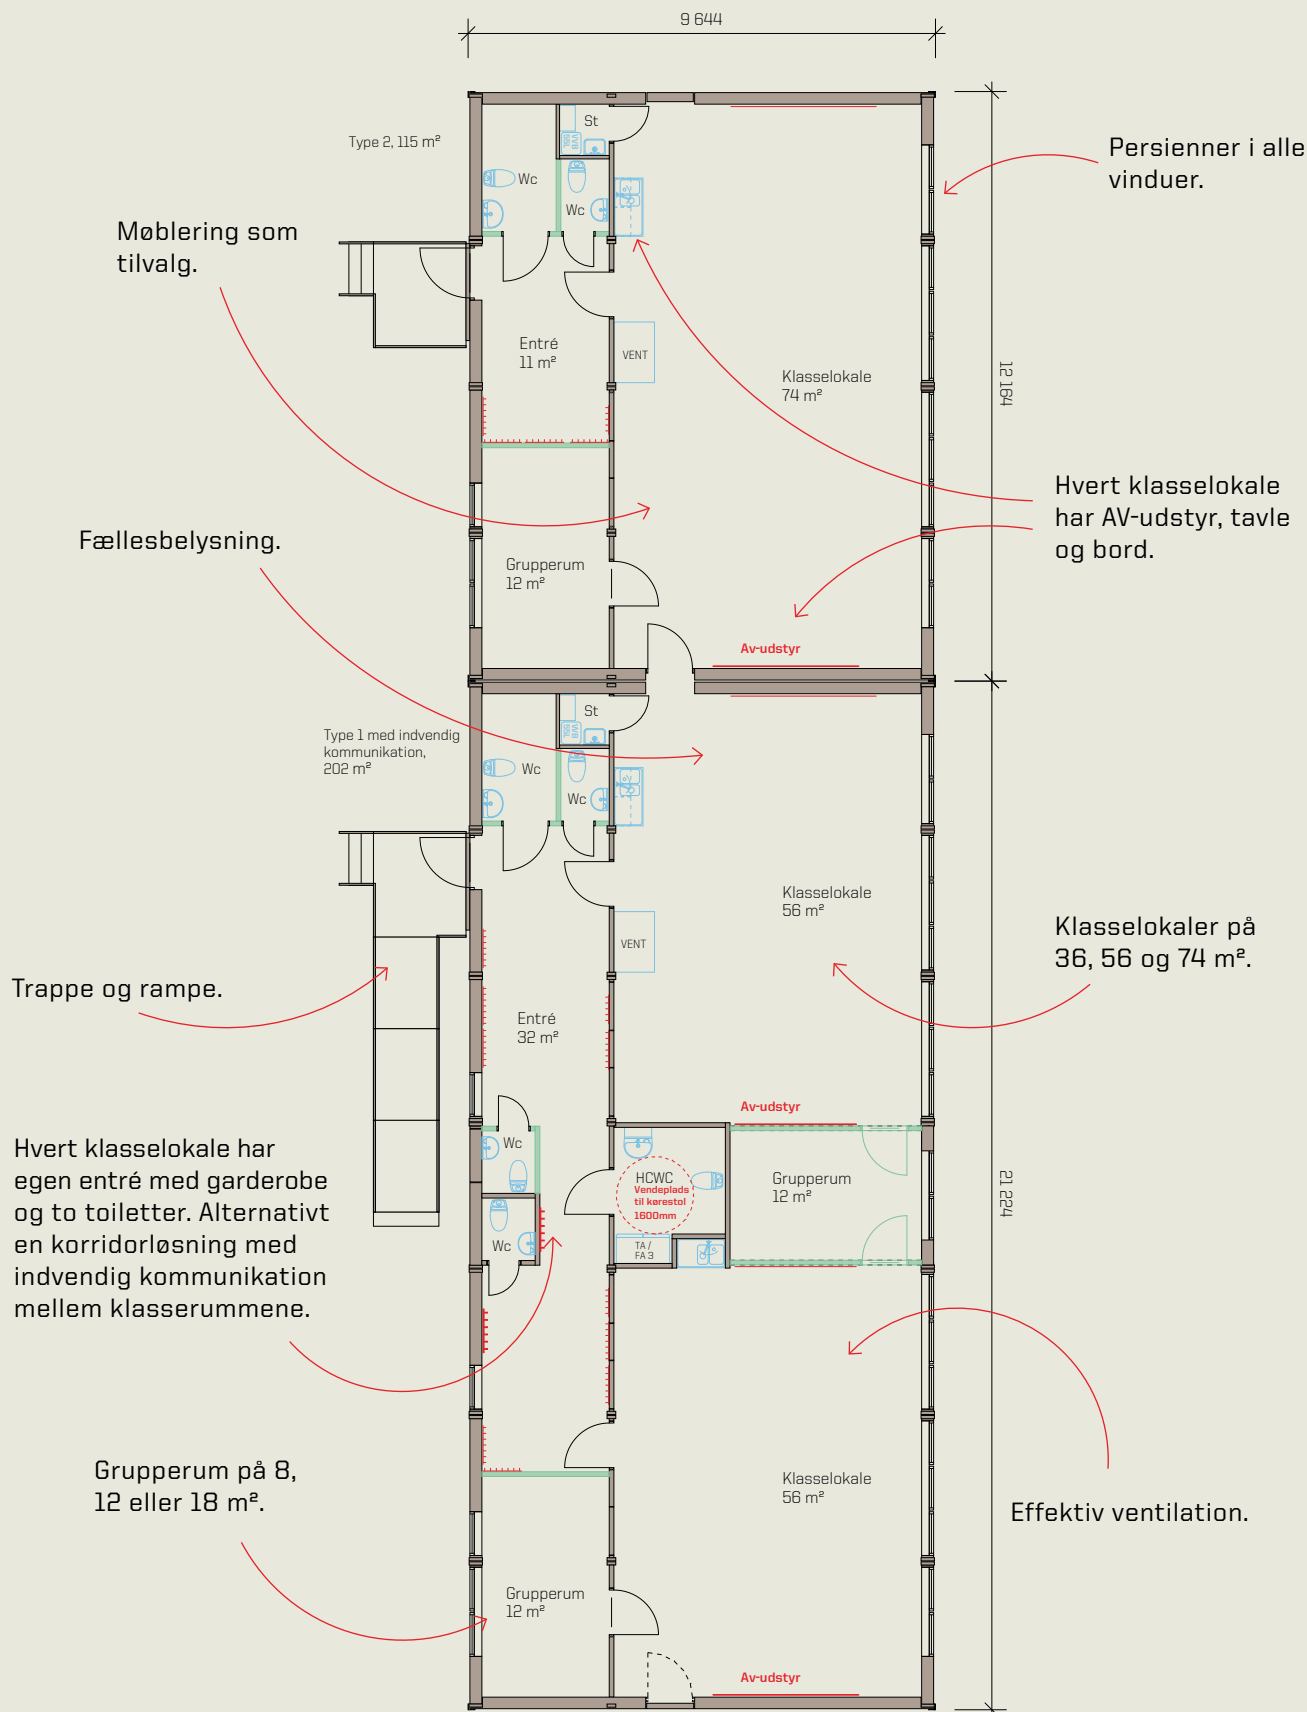 9 644
Type 2, 115 m²
St
VVB
55L
Wc
Wc
Persienner i alle
vinduer.
Møblering som
tilvalg.
Entré
11 m²
VENT
Klasselokale
74 m²
12 164
Hvert klasselokale
har AV-udstyr, tavle
og bord.
Fællesbelysning.
Grupperum
12 m²
Av-udstyr
Type 1 med indvendig
kommunikation,
202 m²
St
VVB
55L
Wc
Wc
Klasselokale
56 m²
VENT
Klasselokaler på
36, 56 og 74 m².
Trappe og rampe.
Entré
32 m²
Av-udstyr
Hvert klasselokale har
egen entré med garderobe
og to toiletter. Alternativt
en korridorløsning med
indvendig kommunikation
mellem klasserummene.
Wc
HCWC
Vendeplads
til kørestol
1600mm
Grupperum
12 m²
21 224
Wc
TA /
FA 3
Grupperum på 8,
12 eller 18 m².
Klasselokale
56 m²
Effektiv ventilation.
Grupperum
12 m²
Av-udstyr